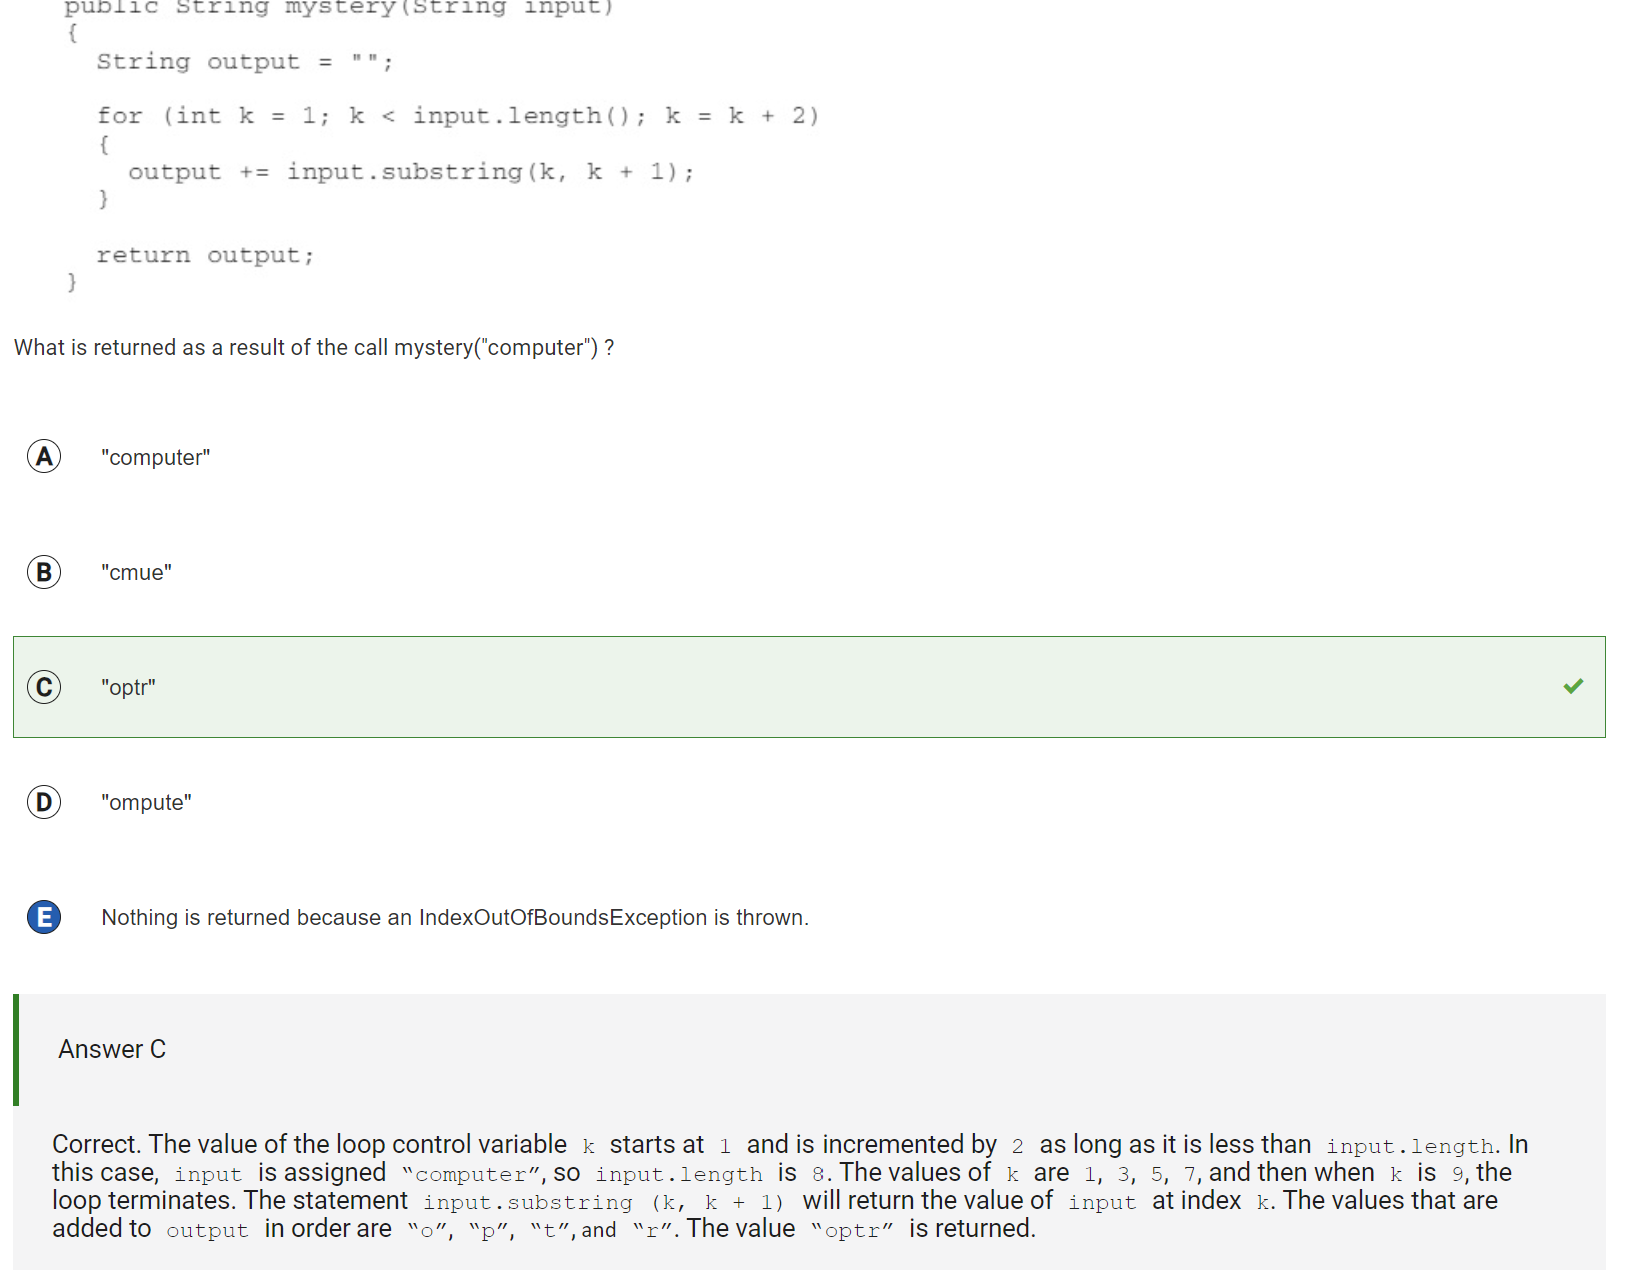 public String mystery(String input)
{
String output = "";
for (int k = 1; k < input.length(); k = k + 2)
{
output += input.substring(k, k + 1);
}
return output;
}
What is returned as a result of the call mystery("computer") ?
A "computer"
B "cmue"
C "optr"
D "ompute"
E Nothing is returned because an IndexOutOfBoundsException is thrown.
Answer C
Correct. The value of the loop control variable k starts at 1 and is incremented by 2 as long as it is less than input.length. In
this case, input is assigned “computer”, so input.length is 8. The values of k are 1, 3, 5, 7, and then when k is 9, the
loop terminates. The statement input.substring (k, k + 1) will return the value of input at index k. The values that are
added to output in order are “o”, “p”, “t”, and “r”. The value “optr” is returned.